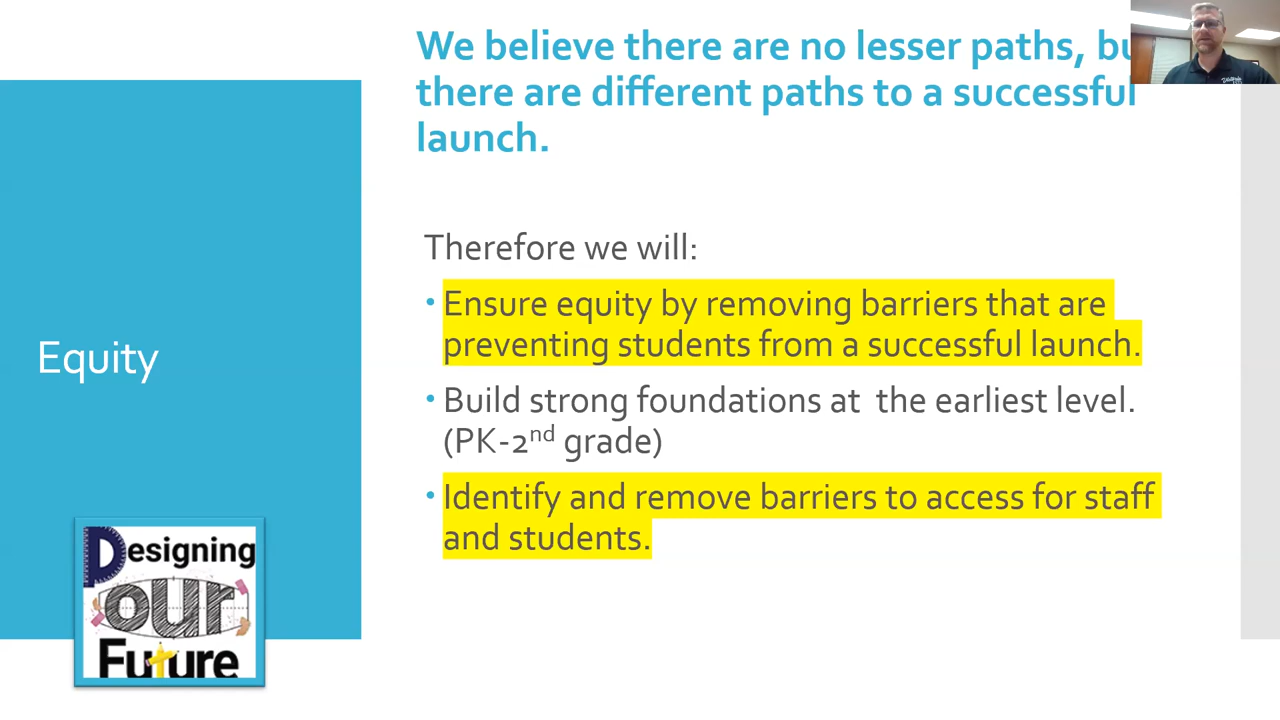 We believe there are no lesser paths,
there are different paths to a successful
launch.
Therefore we will:
• Ensure equity by removing barriers that are
preventing students from a successful launch.
• Build strong foundations at the earliest level.
(PK-2nd grade)
• Identify and remove barriers to access for staff
and students.
Equity
Designing
our
Future